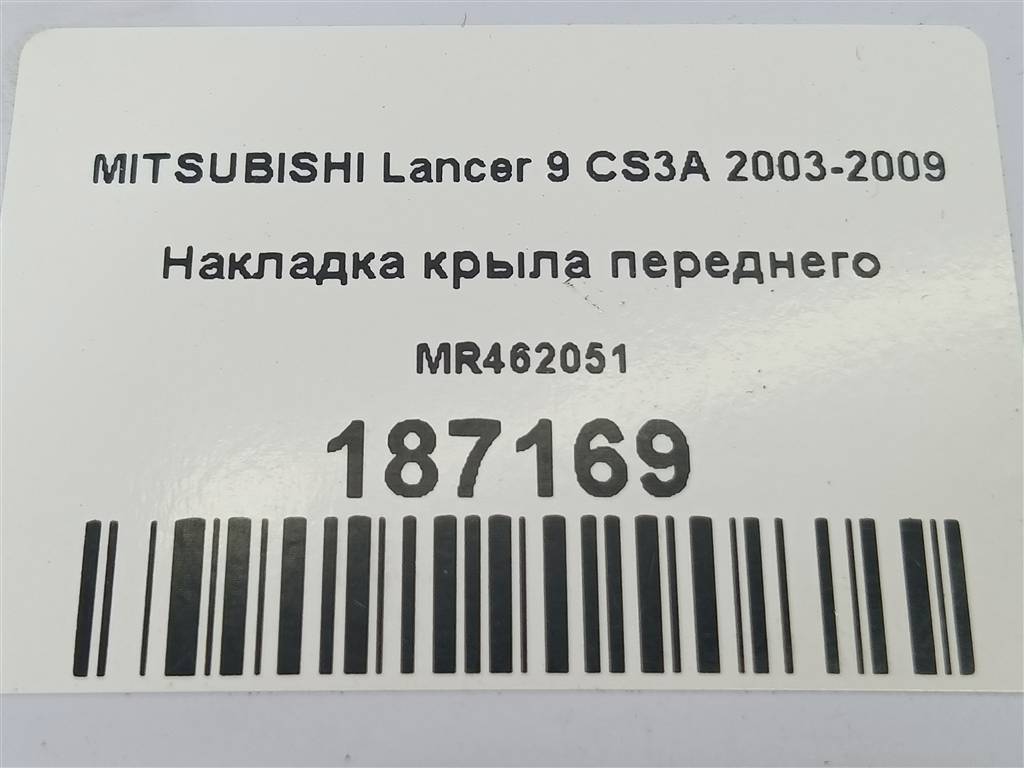 MITSUBISHI Lancer 9 CS3A 2003-2009
Накладка крыла переднего
MR462051
187169